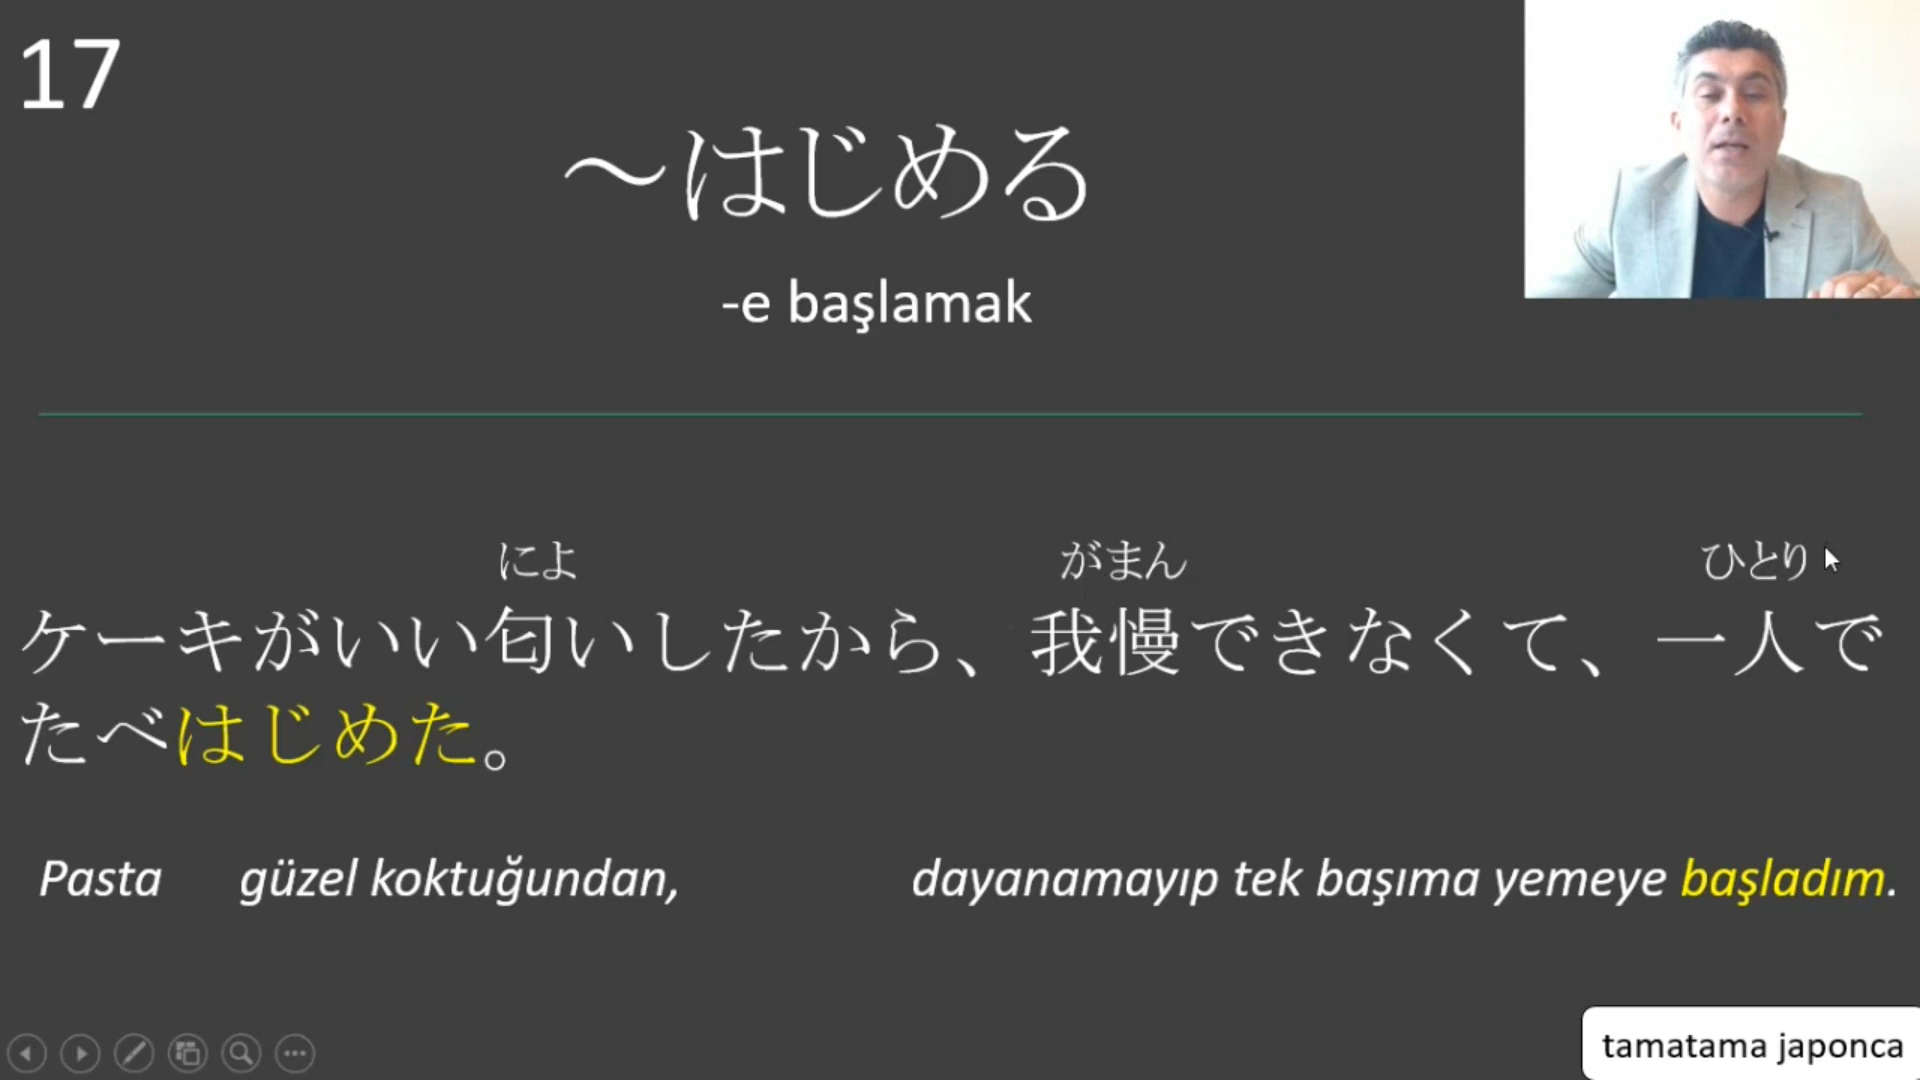 17
～はじめる
-e başlamak
によ がまん ひとり
ケーキがいい匂いしたから、我慢できなくて、一人で
たべはじめた。
Pasta güzel koktuğundan, dayanamayıp tek başıma yemeye başladım.
tamatama japonca